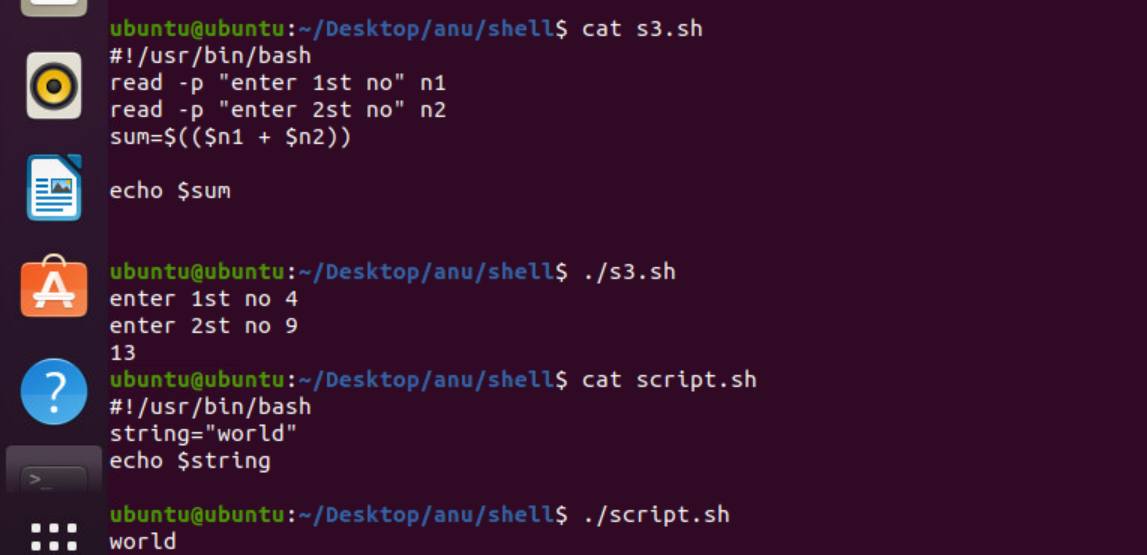 ubuntu@ubuntu:~/Desktop/anu/shell$ cat s3.sh
#!/usr/bin/bash
read -p "enter 1st no" n1
read -p "enter 2st no" n2
sum=$(($n1 + $n2))
echo $sum
ubuntu@ubuntu:~/Desktop/anu/shell$ ./s3.sh
enter 1st no 4
enter 2st no 9
13
ubuntu@ubuntu:~/Desktop/anu/shell$ cat script.sh
#!/usr/bin/bash
string="world"
echo $string
ubuntu@ubuntu:~/Desktop/anu/shell$ ./script.sh
world